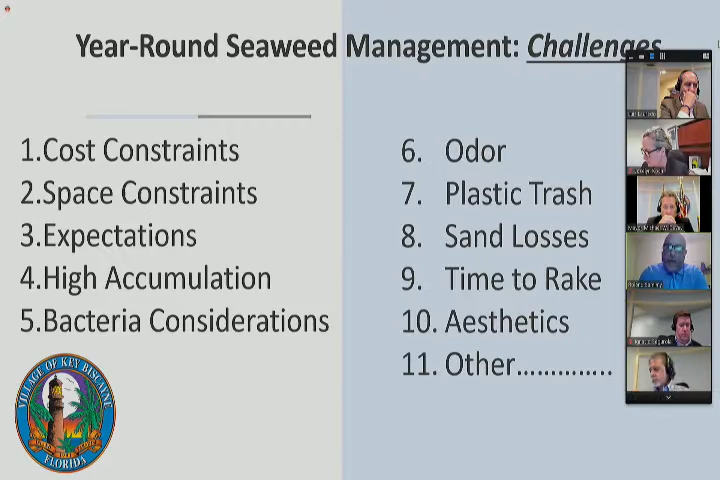 Year-Round Seaweed Management: Challenges
1.Cost Constraints
2.Space Constraints
3.Expectations
4.High Accumulation
5.Bacteria Considerations
6. Odor
7. Plastic Trash
8. Sand Losses
9. Time to Rake
10. Aesthetics
11. Other..............
VILLAGE OF KEY BISCAYNE
FLORIDA
Roland Samimy